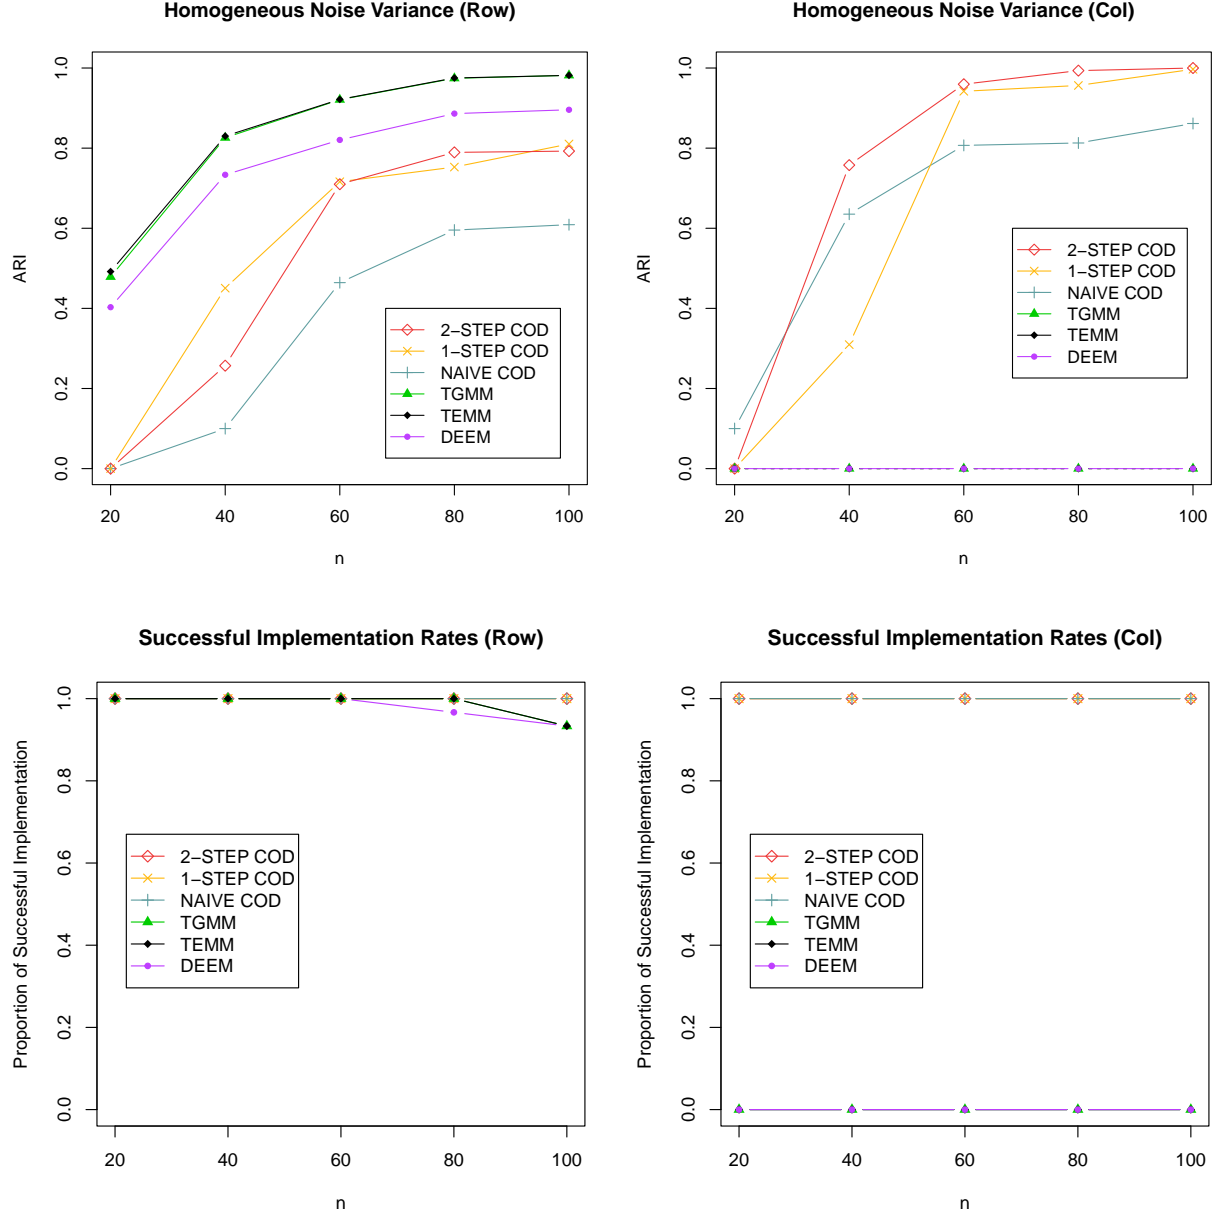 Homogeneous Noise Variance (Row)
ARI
1.0
0.8
0.6
0.4
0.2
0.0
2−STEP COD
1−STEP COD
NAIVE COD
TGMM
TEMM
DEEM
20 40 60 80 100
n
Homogeneous Noise Variance (Col)
ARI
1.0
0.8
0.6
0.4
0.2
0.0
2−STEP COD
1−STEP COD
NAIVE COD
TGMM
TEMM
DEEM
20 40 60 80 100
n
Successful Implementation Rates (Row)
Proportion of Successful Implementation
1.0
0.8
0.6
0.4
0.2
0.0
2−STEP COD
1−STEP COD
NAIVE COD
TGMM
TEMM
DEEM
20 40 60 80 100
n
Successful Implementation Rates (Col)
Proportion of Successful Implementation
1.0
0.8
0.6
0.4
0.2
0.0
2−STEP COD
1−STEP COD
NAIVE COD
TGMM
TEMM
DEEM
20 40 60 80 100
n